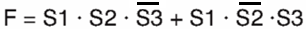 F = S1 · S2 · S̅3̅ + S1 · S̅2̅ ·S3